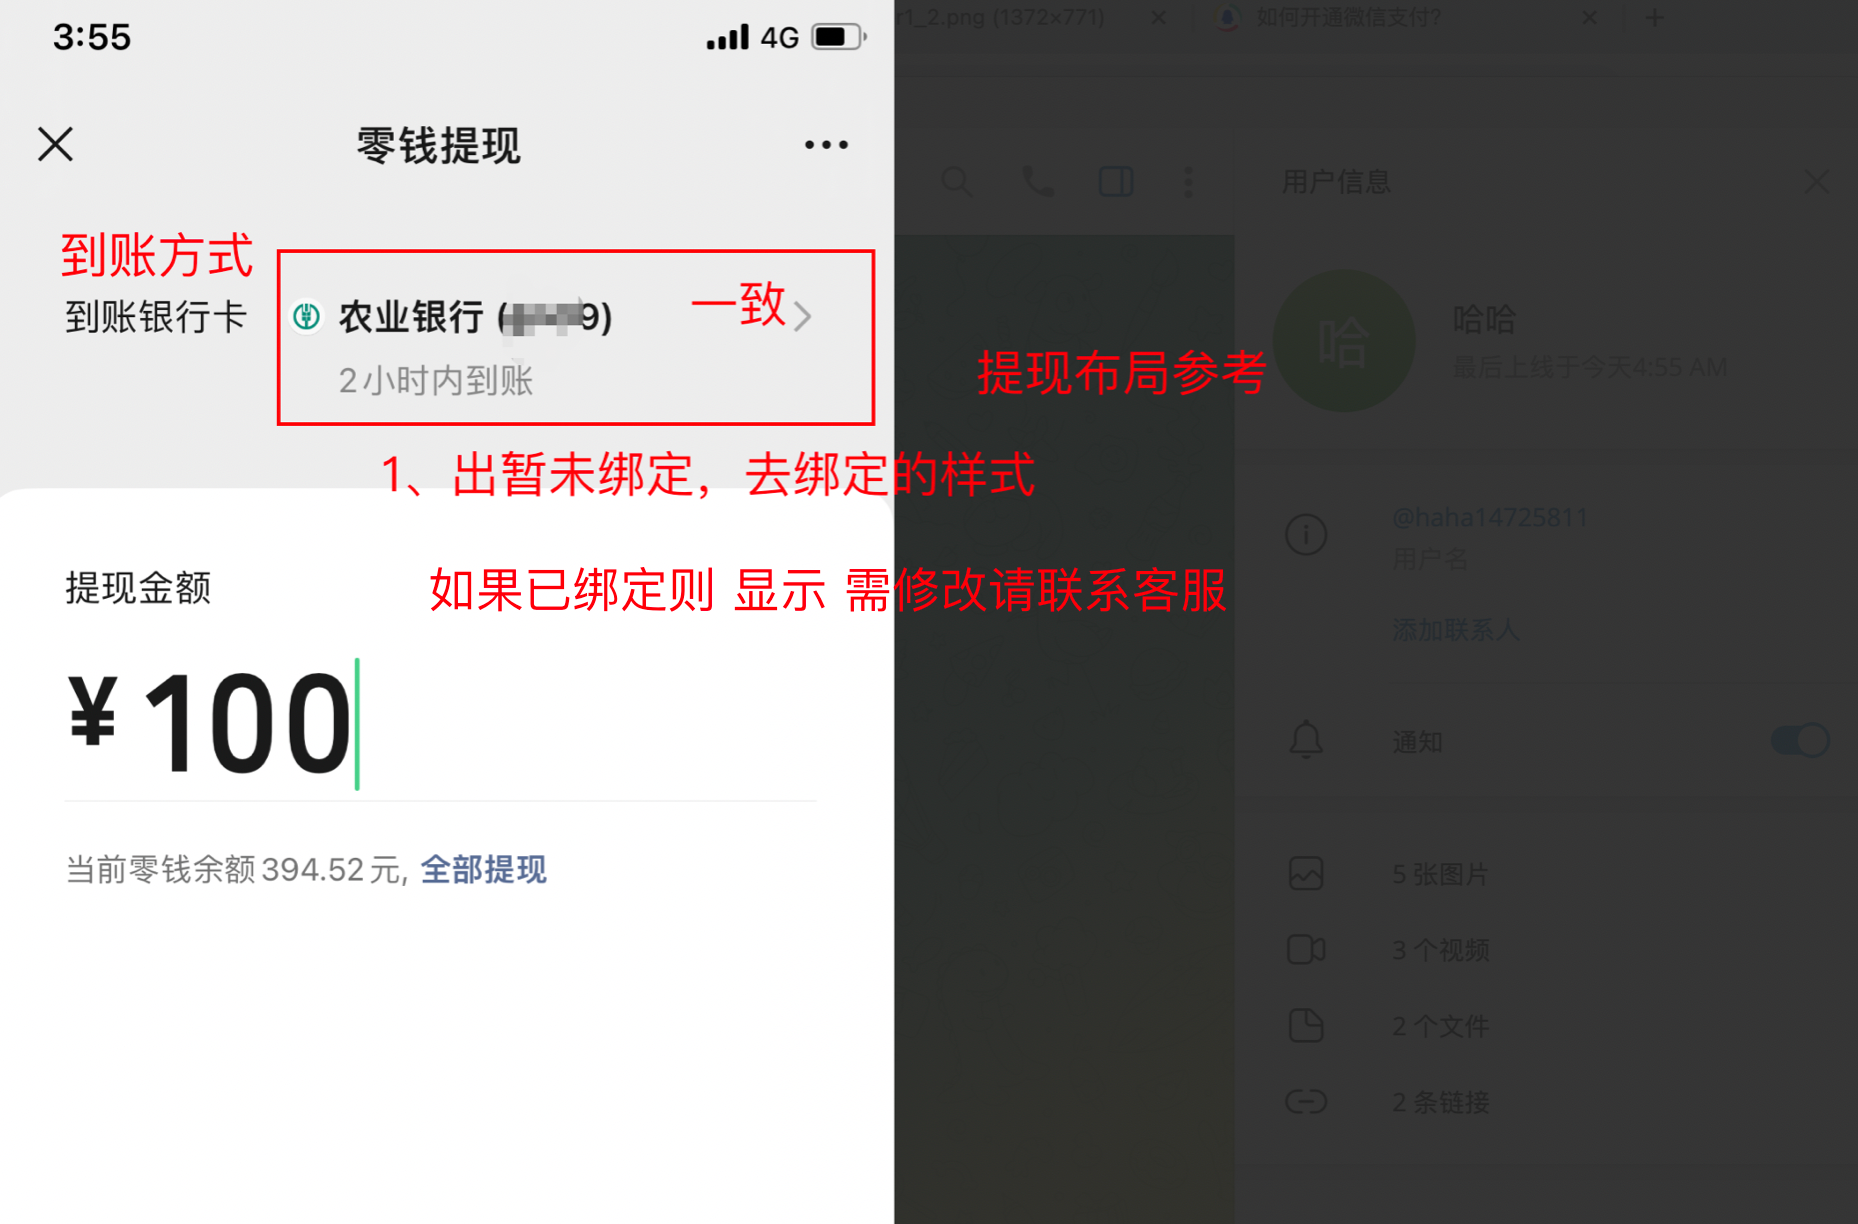 3:55
4G
零钱提现
到账方式
到账银行卡
农业银行 (9)
一致
2小时内到账
提现布局参考
1、出暂未绑定，去绑定的样式
提现金额
如果已绑定则 显示 需修改请联系客服
¥100
当前零钱余额394.52元, 全部提现
r1_2.png (1372×771)
如何开通微信支付?
用户信息
哈
哈哈
最后上线于今天4:55 AM
@haha14725811
用户名
添加联系人
通知
5 张图片
3 个视频
2 个文件
2 条链接